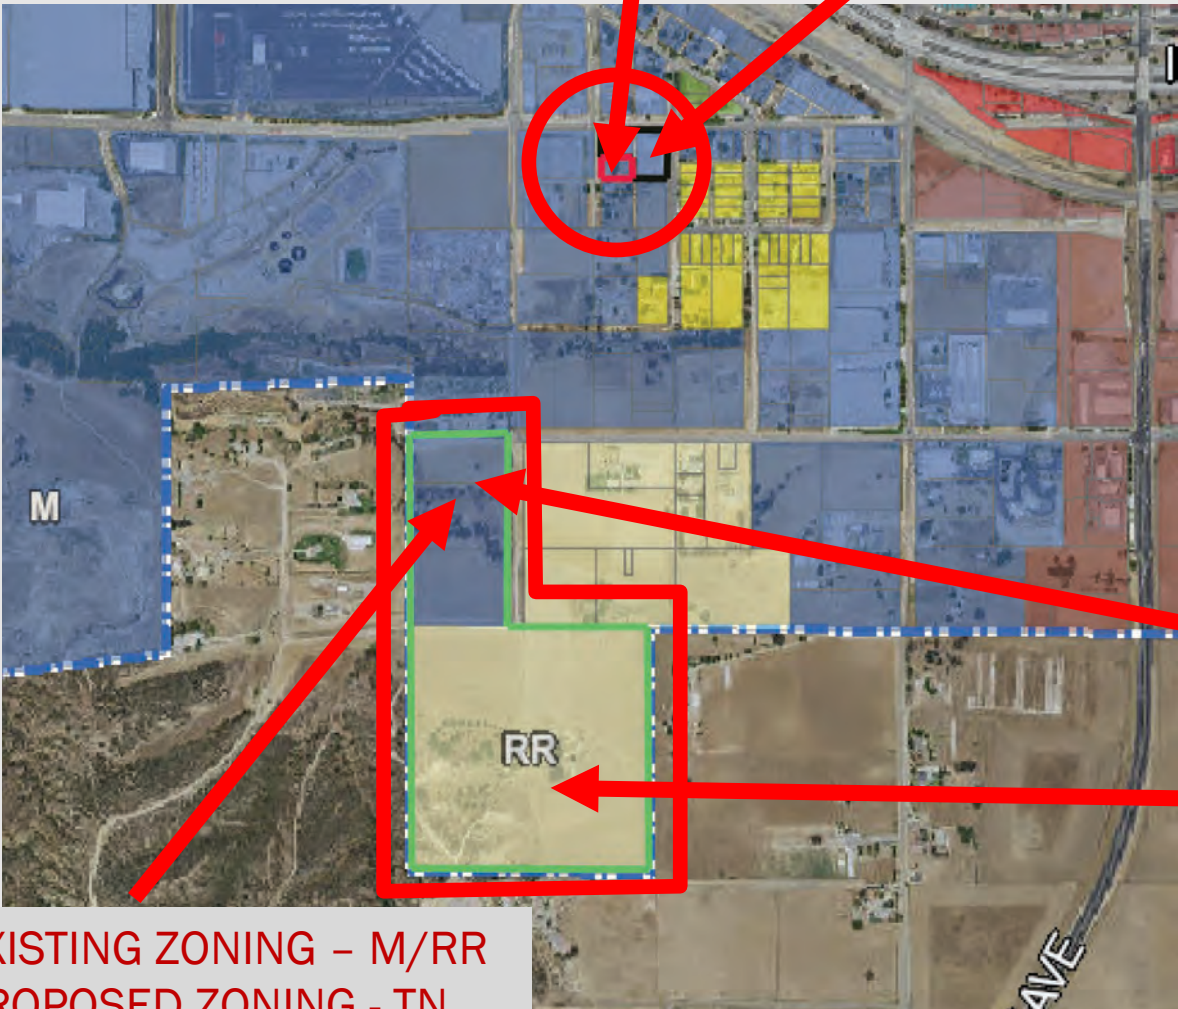 M
RR
XISTING ZONING – M/RR
ROPOSED ZONING - TN
AVE